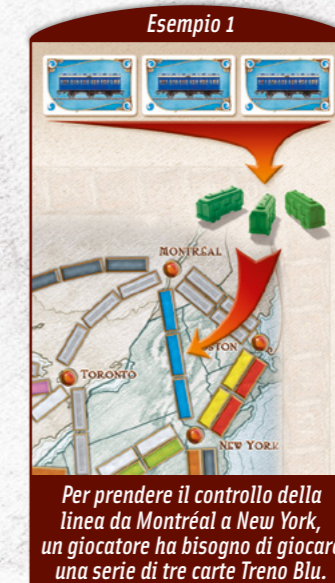 Esempio 1
MONTRÉAL
TORONTO
NEW YORK
Per prendere il controllo della
linea da Montréal a New York,
un giocatore ha bisogno di giocare
una serie di tre carte Treno Blu.